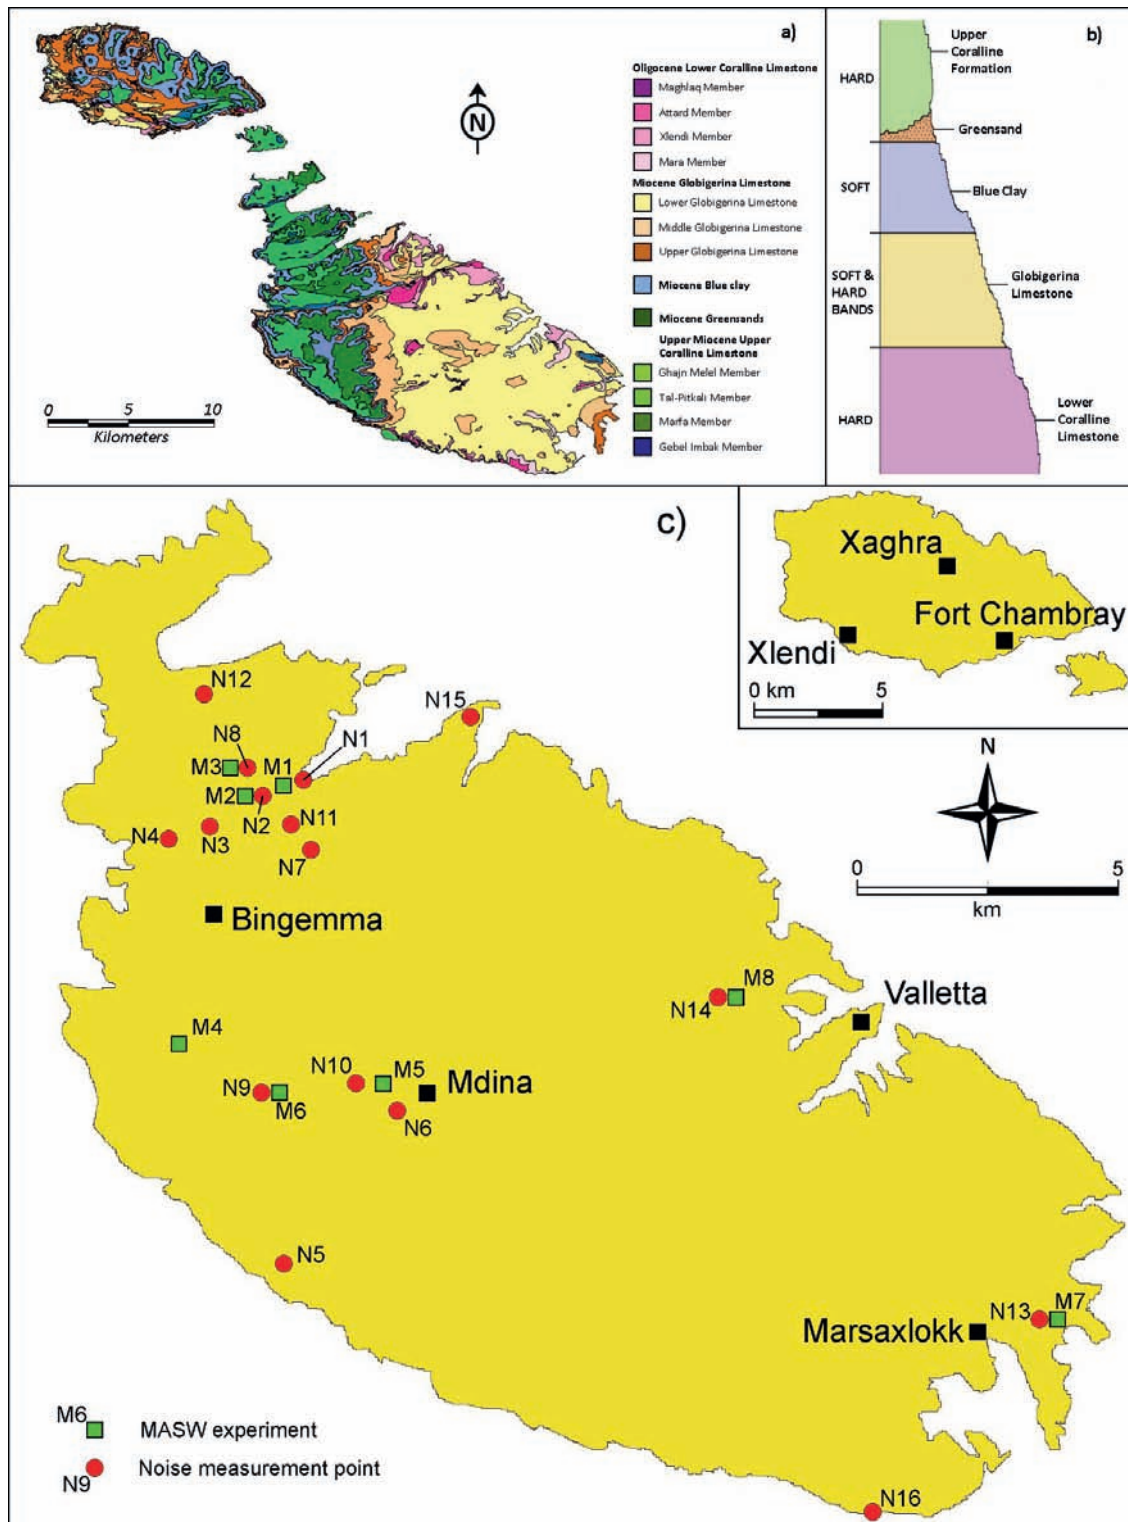 a)
N
Oligocene Lower Coralline Limestone
Maghlaq Member
Attard Member
Xlendi Member
Mara Member
Miocene Globigerina Limestone
Lower Globigerina Limestone
Middle Globigerina Limestone
Upper Globigerina Limestone
Miocene Blue clay
Miocene Greensands
Upper Miocene Upper
Coralline Limestone
Ghajn Melel Member
Tal-Pitkali Member
Marfa Member
Gebel Imbak Member
0 5 10
Kilometers
b)
HARD
Upper
Coralline
Formation
Greensand
SOFT
Blue Clay
SOFT &
HARD
BANDS
Globigerina
Limestone
HARD
Lower
Coralline
Limestone
c)
Xaghra
Fort Chambray
Xlendi
0 km 5
N12
N15
N8
N1
M3
M1
M2
N2
N11
N4
N3
N7
N
0 5
km
Bingemma
M8
N14
Valletta
M4
N10
M5
Mdina
N9
M6
N6
N5
N13
M7
Marsaxlokk
M6
MASW experiment
Noise measurement point
N9
N16